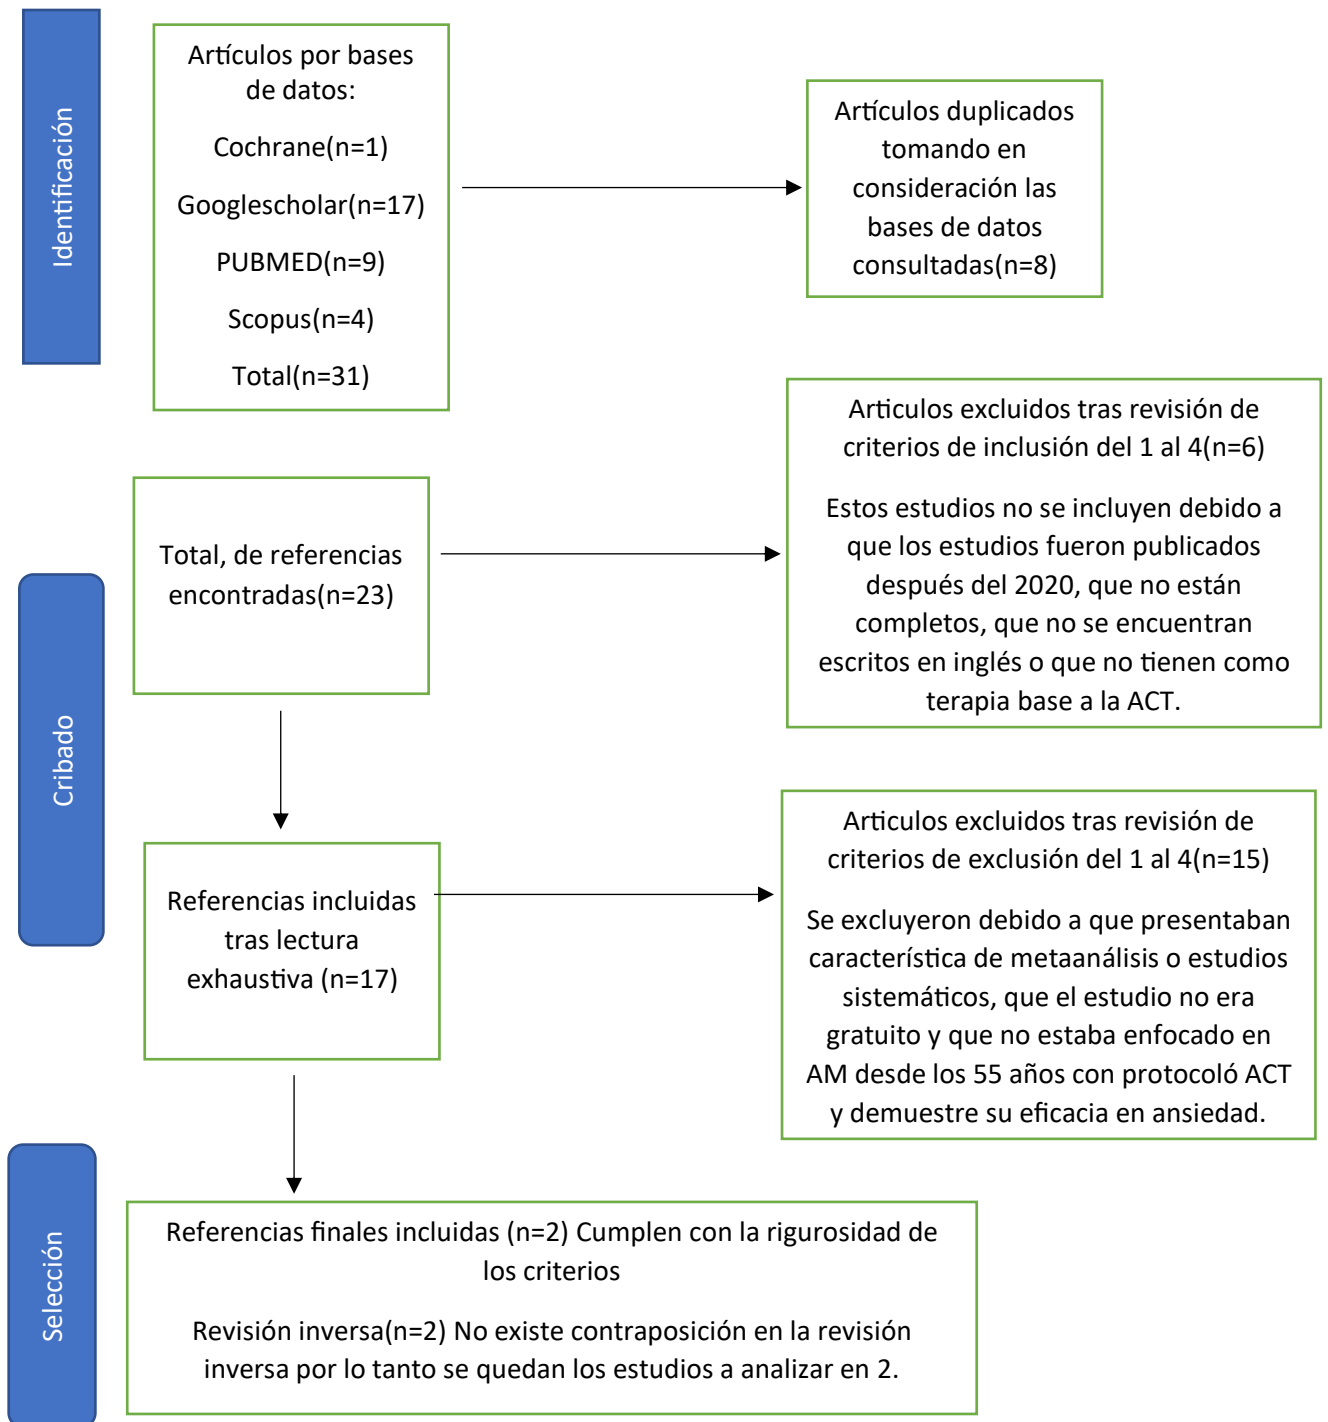 Identificación
Artículos por bases
de datos:
Cochrane(n=1)
Googlescholar(n=17)
PUBMED(n=9)
Scopus(n=4)
Total(n=31)
Artículos duplicados
tomando en
consideración las
bases de datos
consultadas(n=8)
Cribado
Total, de referencias
encontradas(n=23)
Articulos excluidos tras revisión de
criterios de inclusión del 1 al 4(n=6)
Estos estudios no se incluyen debido a
que los estudios fueron publicados
después del 2020, que no están
completos, que no se encuentran
escritos en inglés o que no tienen como
terapia base a la ACT.
Referencias incluidas
tras lectura
exhaustiva (n=17)
Articulos excluidos tras revisión de
criterios de exclusión del 1 al 4(n=15)
Se excluyeron debido a que presentaban
característica de metaanálisis o estudios
sistemáticos, que el estudio no era
gratuito y que no estaba enfocado en
AM desde los 55 años con protocoló ACT
y demuestre su eficacia en ansiedad.
Selección
Referencias finales incluidas (n=2) Cumplen con la rigurosidad de
los criterios
Revisión inversa(n=2) No existe contraposición en la revisión
inversa por lo tanto se quedan los estudios a analizar en 2.